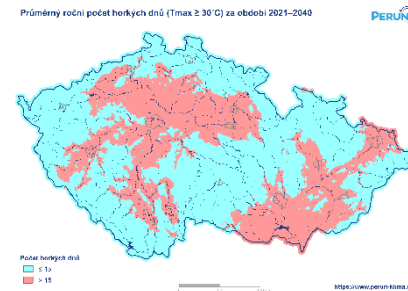 Průměrný roční počet horkých dnů (Tmax ≥ 30°C) za období 2021–2040
PERUN
Počet horkých dnů
≤ 15
> 15
https://www.perun-klima.